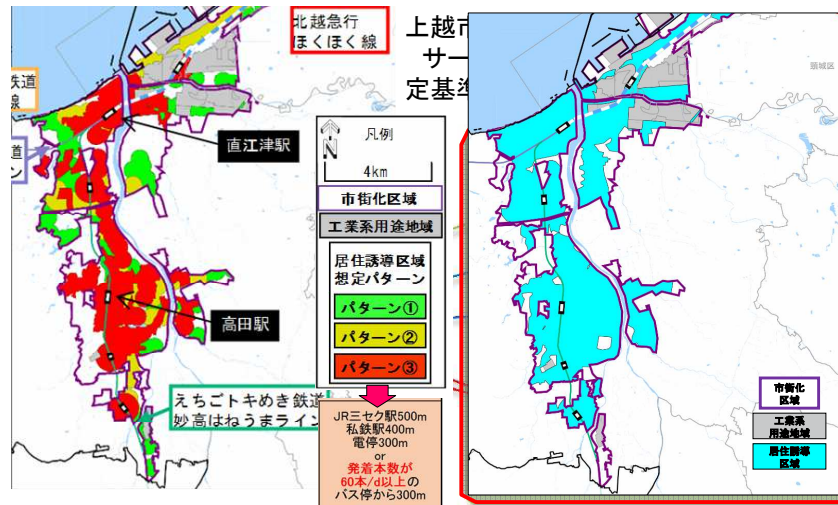 北越急行
ほくほく線
鉄道
線
道
ン
直江津駅
高田駅
えちごトキめき鉄道
妙高はねうまライン
凡例
N
4km
市街化区域
工業系用途地域
居住誘導区域
想定パターン
パターン①
パターン②
パターン③
JR三セク駅500m
私鉄駅400m
電停300m
or
発着本数が
60本/d以上の
バス停から300m
上越市
サー
定基準
頸城区
市街化
区域
工業系
用途地域
居住誘導
区域